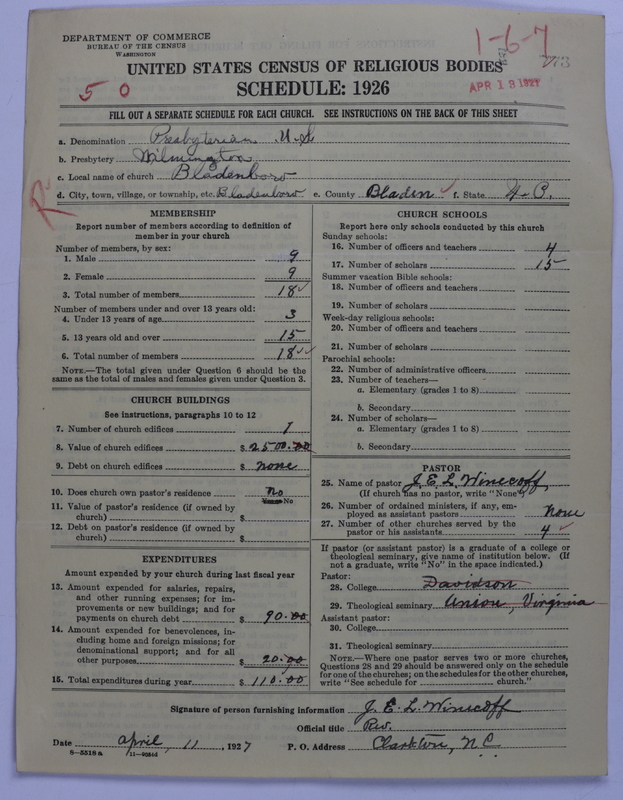 DEPARTMENT OF COMMERCE
BUREAU OF THE CENSUS
WASHINGTON
1-6-7
APR 18 1927
UNITED STATES CENSUS OF RELIGIOUS BODIES
50
SCHEDULE: 1926
FILL OUT A SEPARATE SCHEDULE FOR EACH CHURCH. SEE INSTRUCTIONS ON THE BACK OF THIS SHEET
a. Denomination Presbyterian U.S
b. Presbytery Wilmington
c. Local name of church Bladenboro
d. City, town, village, or township, etc. Bladenboro e. County Bladen f. State N. C.
MEMBERSHIP
Report number of members according to definition of
member in your church
Number of members, by sex:
1. Male 9
2. Female 9
3. Total number of members 18
Number of members under and over 13 years old:
4. Under 13 years of age 3
5. 13 years old and over 15
6. Total number of members 18
NOTE.—The total given under Question 6 should be the
same as the total of males and females given under Question 3.
CHURCH BUILDINGS
See instructions, paragraphs 10 to 12
7. Number of church edifices 1
8. Value of church edifices $ 2500.00
9. Debt on church edifices $ none
10. Does church own pastor's residence No
Yes or No
11. Value of pastor's residence (if owned by
church) $
12. Debt on pastor's residence (if owned by
church) $
EXPENDITURES
Amount expended by your church during last fiscal year
13. Amount expended for salaries, repairs,
and other running expenses; for im-
provements or new buildings; and for
payments on church debt $ 90.00
14. Amount expended for benevolences, in-
cluding home and foreign missions; for
denominational support; and for all
other purposes $ 20.00
15. Total expenditures during year $ 110.00
CHURCH SCHOOLS
Report here only schools conducted by this church
Sunday schools:
16. Number of officers and teachers 4
17. Number of scholars 15
Summer vacation Bible schools:
18. Number of officers and teachers
19. Number of scholars
Week-day religious schools:
20. Number of officers and teachers
21. Number of scholars
Parochial schools:
22. Number of administrative officers
23. Number of teachers—
a. Elementary (grades 1 to 8)
b. Secondary
24. Number of scholars—
a. Elementary (grades 1 to 8)
b. Secondary
PASTOR
25. Name of pastor J. E. L. Winecoff
(If church has no pastor, write "None")
26. Number of ordained ministers, if any, em-
ployed as assistant pastors none
27. Number of other churches served by the
pastor or his assistants 4
If pastor (or assistant pastor) is a graduate of a college or
theological seminary, give name of institution below. (If
not a graduate, write "No" in the space indicated.)
Pastor:
28. College Davidson
29. Theological seminary Union, Virginia
Assistant pastor:
30. College
31. Theological seminary
NOTE.—Where one pastor serves two or more churches,
Questions 28 and 29 should be answered only on the schedule
for one of the churches; on the schedules for the other churches,
write "See schedule for church."
Signature of person furnishing information J. E. L. Winecoff
Official title Rev.
Date April 11, 1927 P. O. Address Clarkton, N.C.
8-5518 a 11-9054d